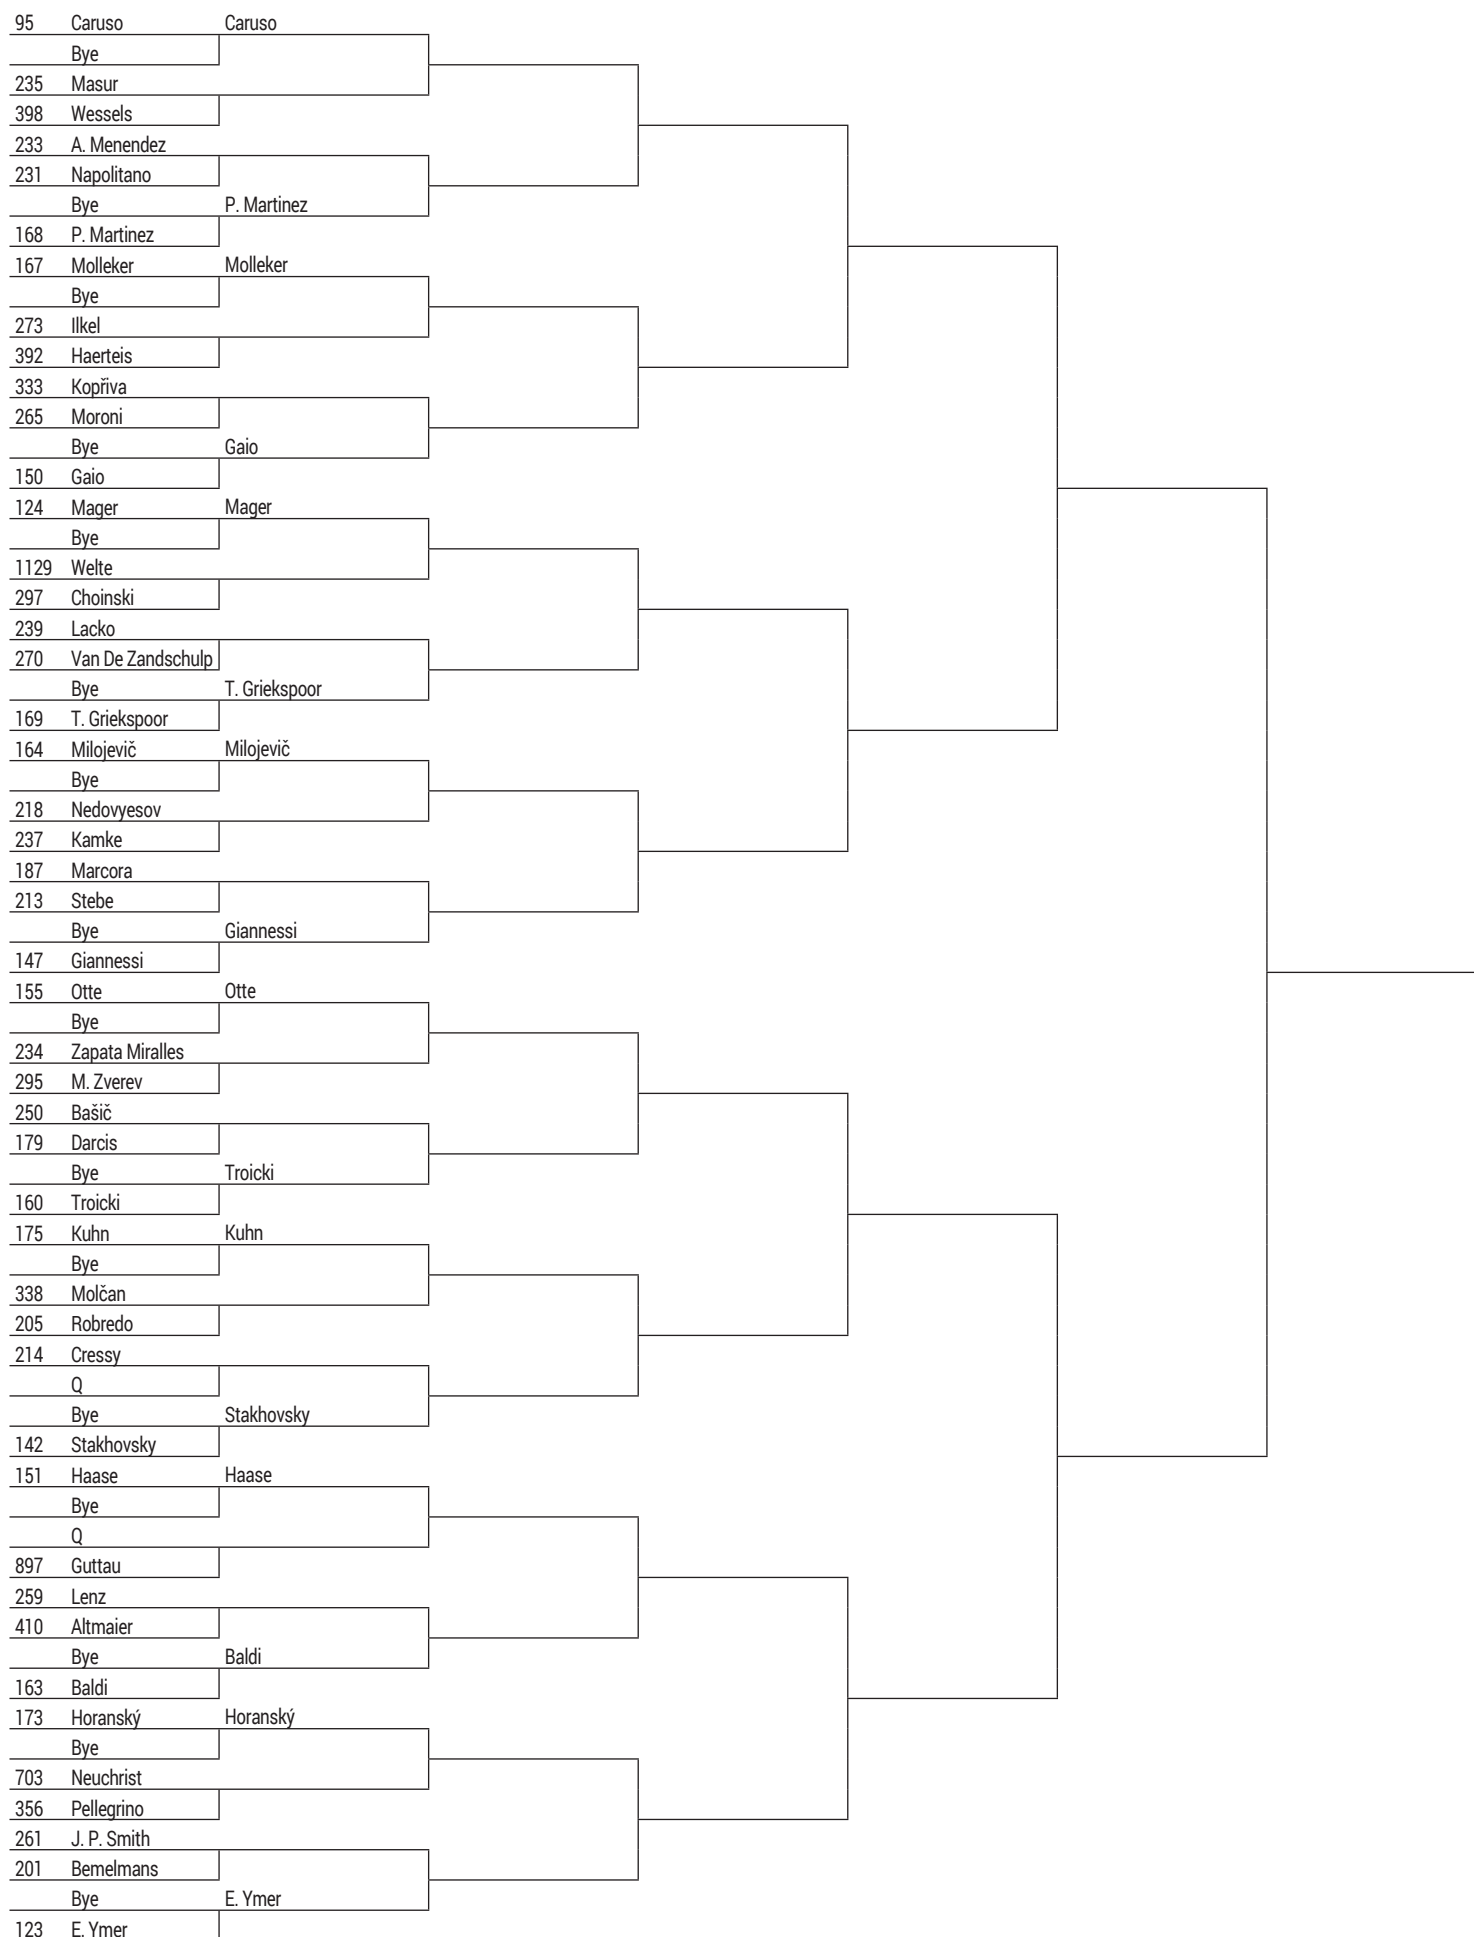 95 Caruso Caruso
Bye
235 Masur
398 Wessels
233 A. Menendez
231 Napolitano
Bye P. Martinez
168 P. Martinez
167 Molleker Molleker
Bye
273 Ilkel
392 Haerteis
333 Kopřiva
265 Moroni
Bye Gaio
150 Gaio
124 Mager Mager
Bye
1129 Welte
297 Choinski
239 Lacko
270 Van De Zandschulp
Bye T. Griekspoor
169 T. Griekspoor
164 Milojevič Milojevič
Bye
218 Nedovyesov
237 Kamke
187 Marcora
213 Stebe
Bye Giannessi
147 Giannessi
155 Otte Otte
Bye
234 Zapata Miralles
295 M. Zverev
250 Bašič
179 Darcis
Bye Troicki
160 Troicki
175 Kuhn Kuhn
Bye
338 Molčan
205 Robredo
214 Cressy
Q
Bye Stakhovsky
142 Stakhovsky
151 Haase Haase
Bye
Q
897 Guttau
259 Lenz
410 Altmaier
Bye Baldi
163 Baldi
173 Horanský Horanský
Bye
703 Neuchrist
356 Pellegrino
261 J. P. Smith
201 Bemelmans
Bye E. Ymer
123 E. Ymer